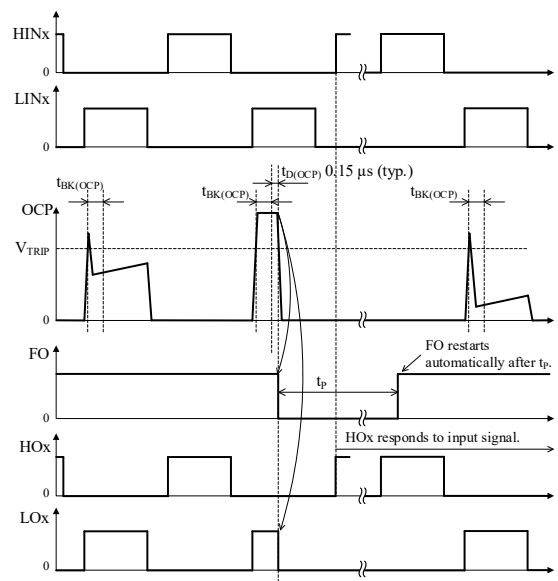 HINx
0
LINx
0
tD(OCP) 0.15 µs (typ.)
tBK(OCP)
tBK(OCP)
tBK(OCP)
OCP
VTRIP
0
FO restarts
automatically after tP.
FO
tP
0
HOx responds to input signal.
HOx
0
LOx
0